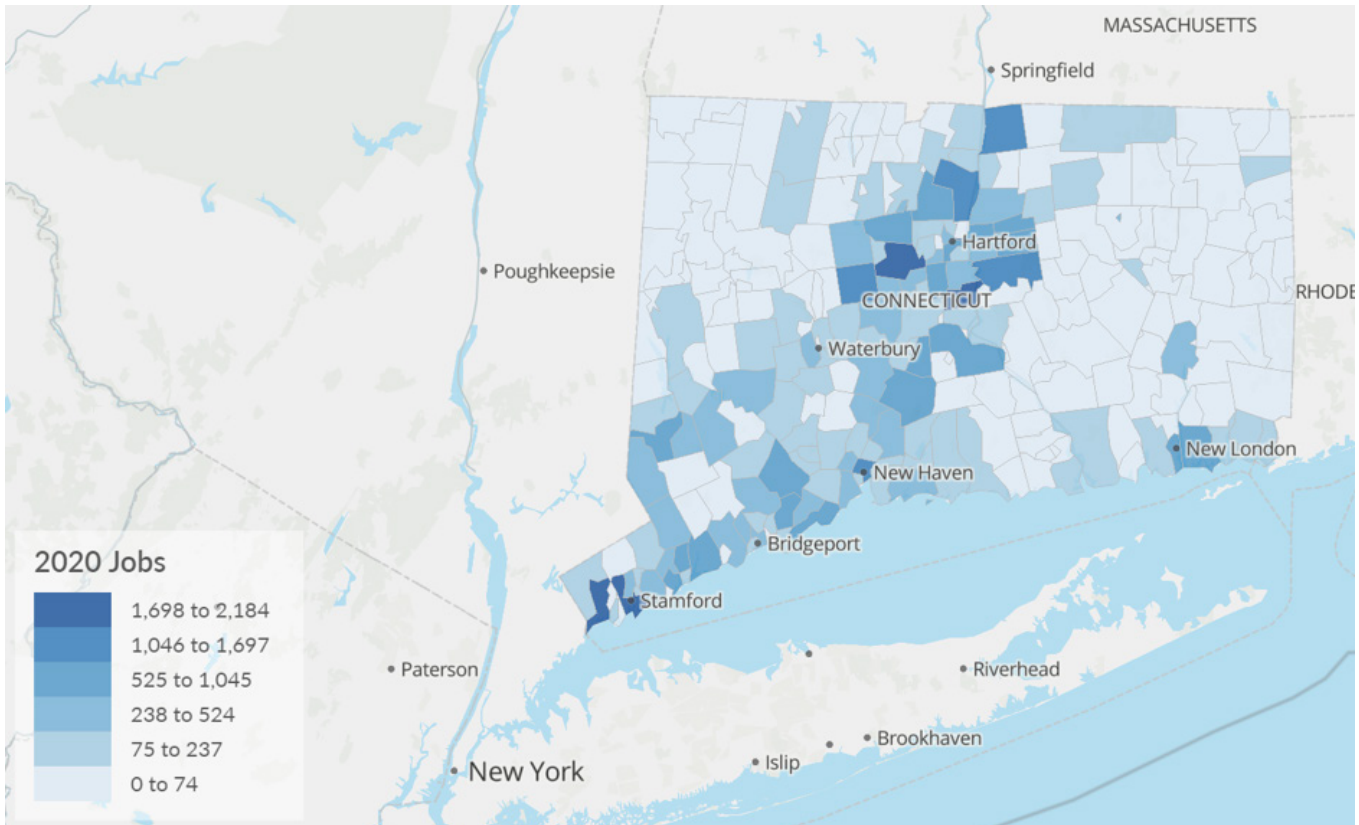 MASSACHUSETTS
Springfield
Hartford
Poughkeepsie
CONNECTICUT
RHODE
Waterbury
New London
New Haven
Bridgeport
Stamford
Paterson
Riverhead
Brookhaven
Islip
New York
2020 Jobs
1,698 to 2,184
1,046 to 1,697
525 to 1,045
238 to 524
75 to 237
0 to 74